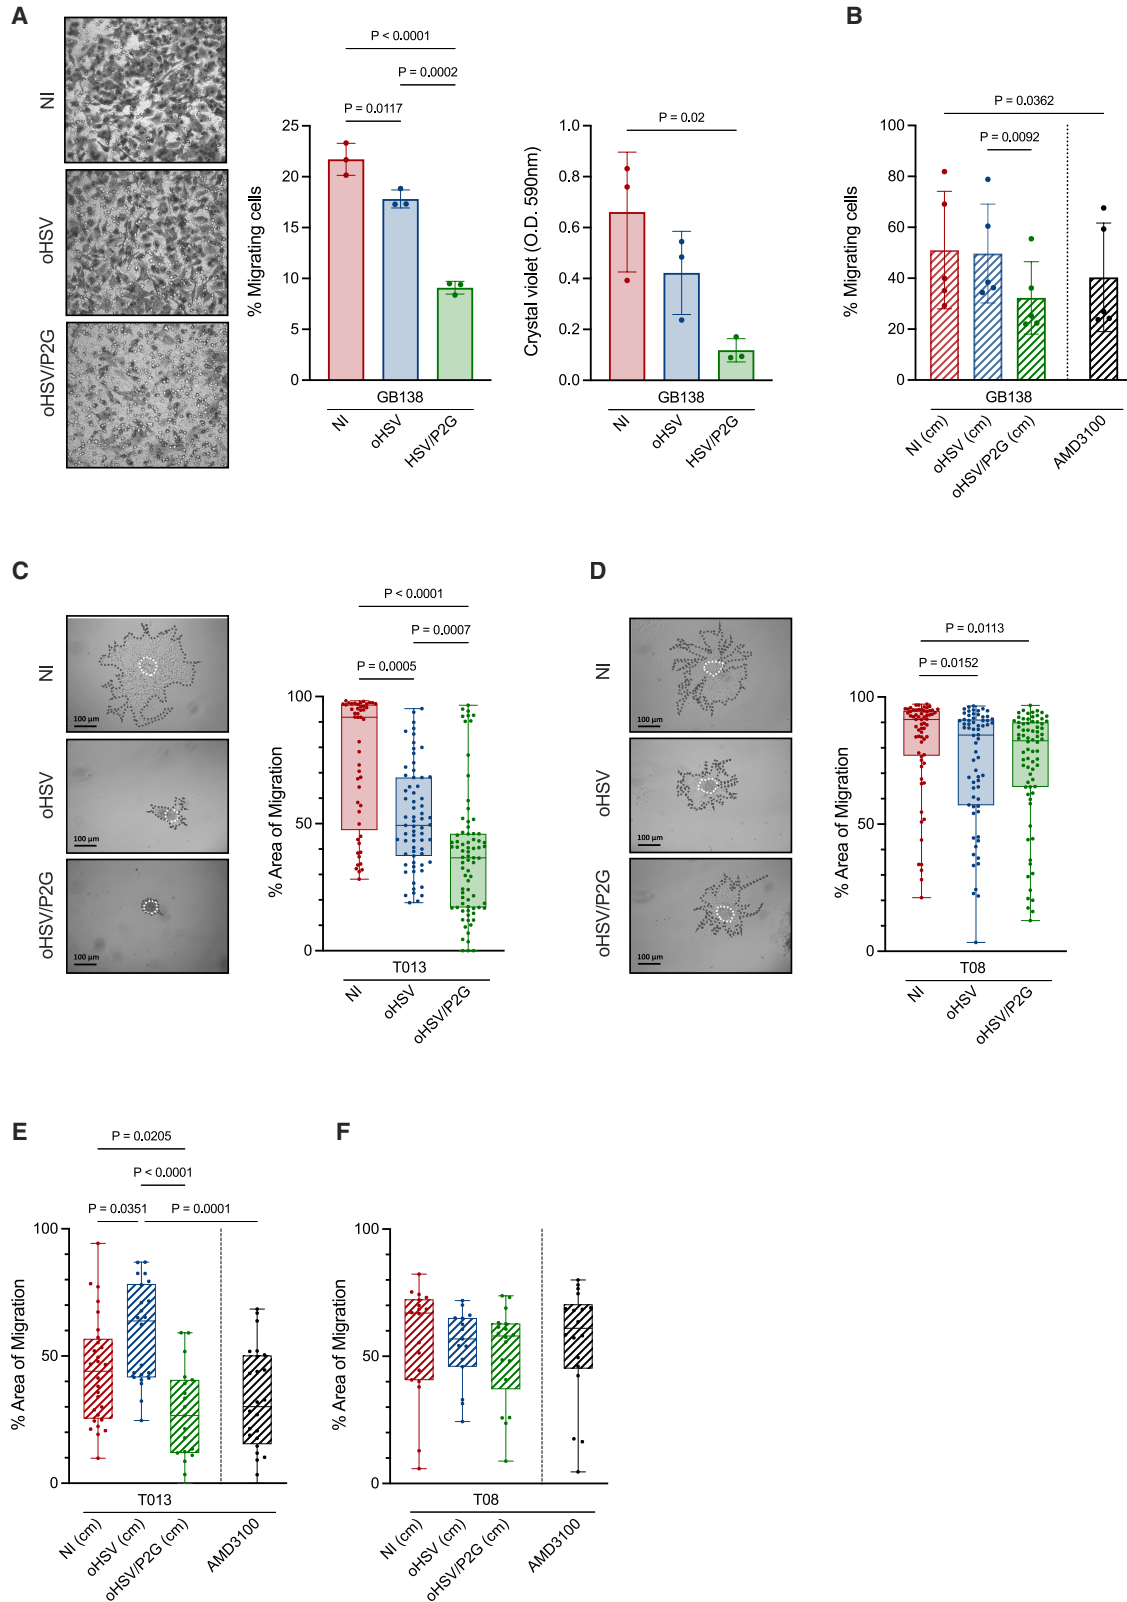 A
NI
oHSV
oHSV/P2G
P < 0.0001
P = 0.0002
P = 0.0117
% Migrating cells
25
20
15
10
5
0
GB138
NI
oHSV
HSV/P2G
P = 0.02
Crystal violet (O.D. 590nm)
1.0
0.8
0.6
0.4
0.2
0.0
GB138
NI
oHSV
HSV/P2G
B
P = 0.0362
P = 0.0092
% Migrating cells
100
80
60
40
20
0
GB138
NI (cm)
oHSV (cm)
oHSV/P2G (cm)
AMD3100
C
NI
100 µm
oHSV
100 µm
oHSV/P2G
100 µm
P < 0.0001
P = 0.0007
P = 0.0005
% Area of Migration
100
50
0
T013
NI
oHSV
oHSV/P2G
D
NI
100 µm
oHSV
100 µm
oHSV/P2G
100 µm
P = 0.0113
P = 0.0152
% Area of Migration
100
50
0
T08
NI
oHSV
oHSV/P2G
E
P = 0.0205
P < 0.0001
P = 0.0351
P = 0.0001
% Area of Migration
100
50
0
T013
NI (cm)
oHSV (cm)
oHSV/P2G (cm)
AMD3100
F
% Area of Migration
100
50
0
T08
NI (cm)
oHSV (cm)
oHSV/P2G (cm)
AMD3100